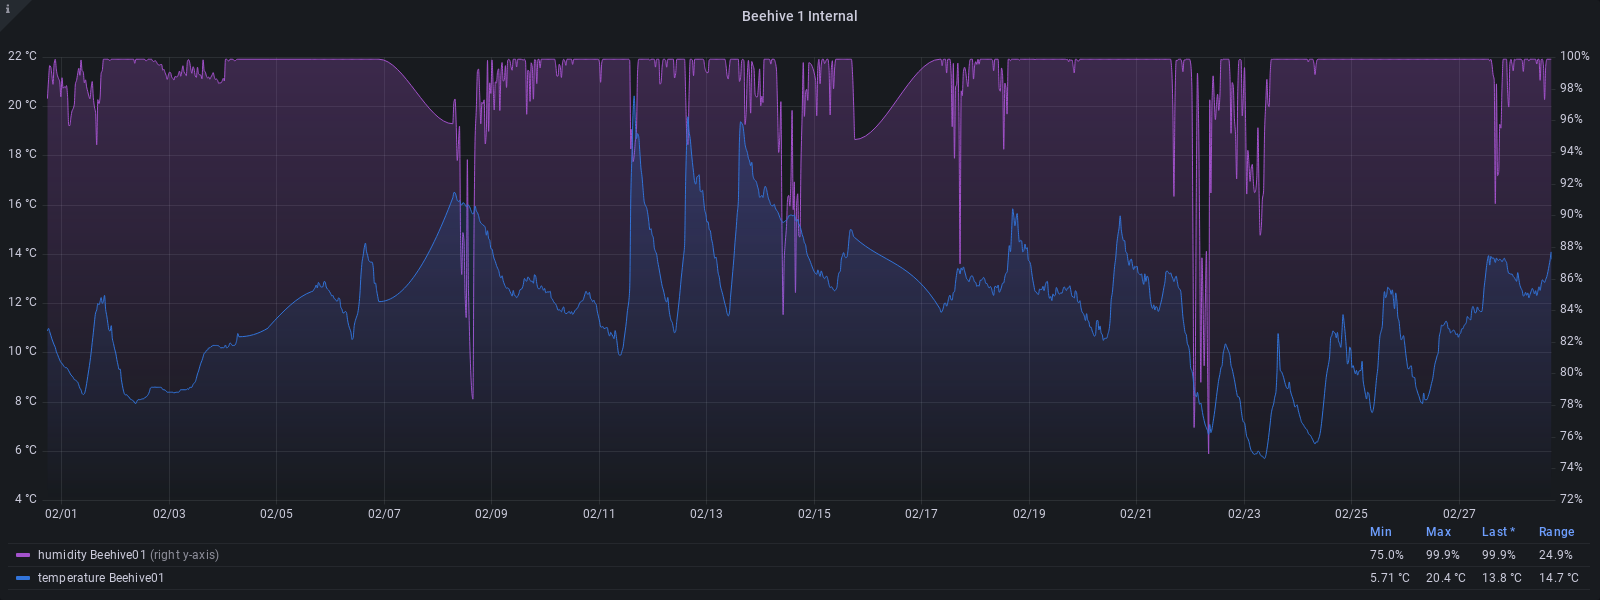 i
Beehive 1 Internal
22 °C
20 °C
18 °C
16 °C
14 °C
12 °C
10 °C
8 °C
6 °C
4 °C
100%
98%
96%
94%
92%
90%
88%
86%
84%
82%
80%
78%
76%
74%
72%
02/01 02/03 02/05 02/07 02/09 02/11 02/13 02/15 02/17 02/19 02/21 02/23 02/25 02/27
Min Max Last * Range
humidity Beehive01 (right y-axis) 75.0% 99.9% 99.9% 24.9%
temperature Beehive01 5.71 °C 20.4 °C 13.8 °C 14.7 °C